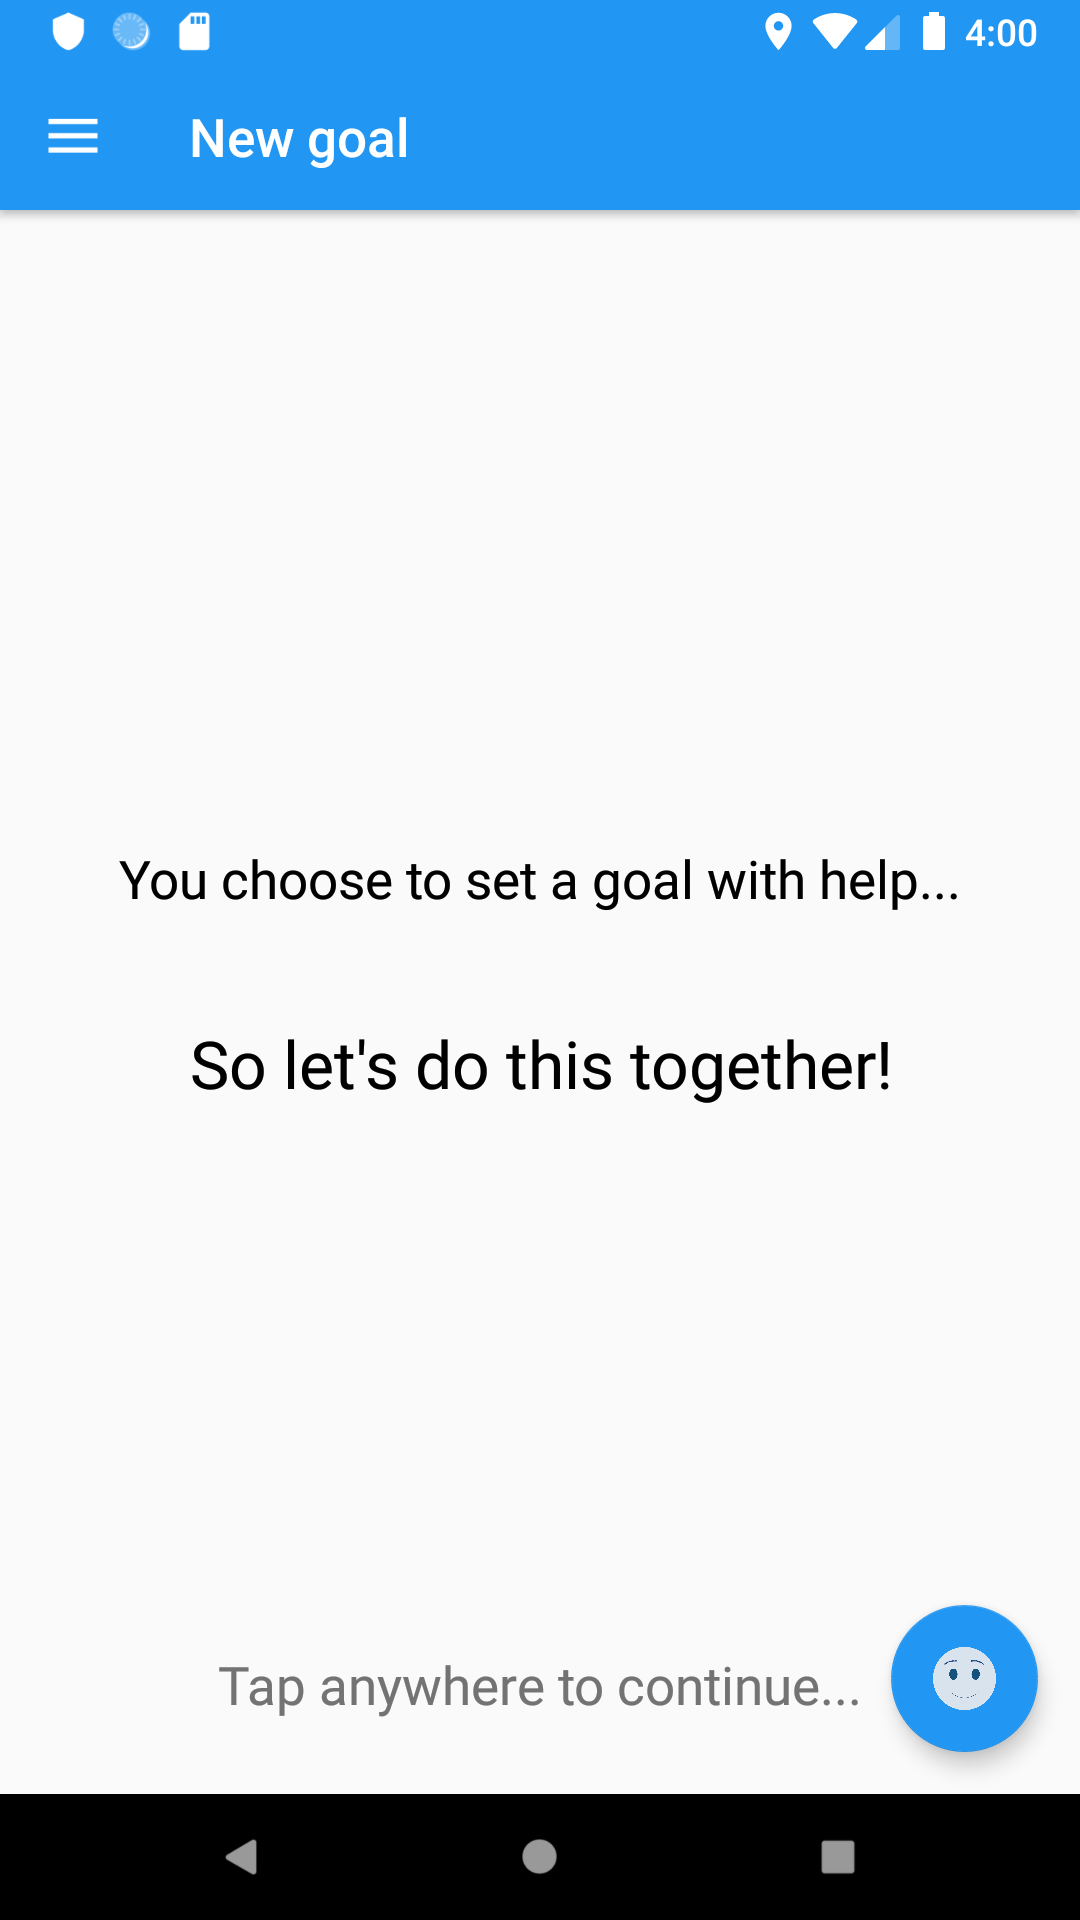 4:00
New goal
You choose to set a goal with help...
So let's do this together!
Tap anywhere to continue...